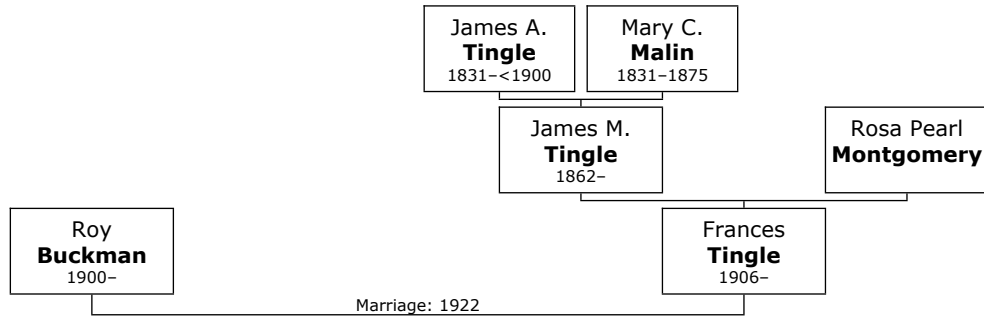 James A.
Tingle
1831–<1900
Mary C.
Malin
1831–1875
James M.
Tingle
1862–
Rosa Pearl
Montgomery
Roy
Buckman
1900–
Frances
Tingle
1906–
Marriage: 1922